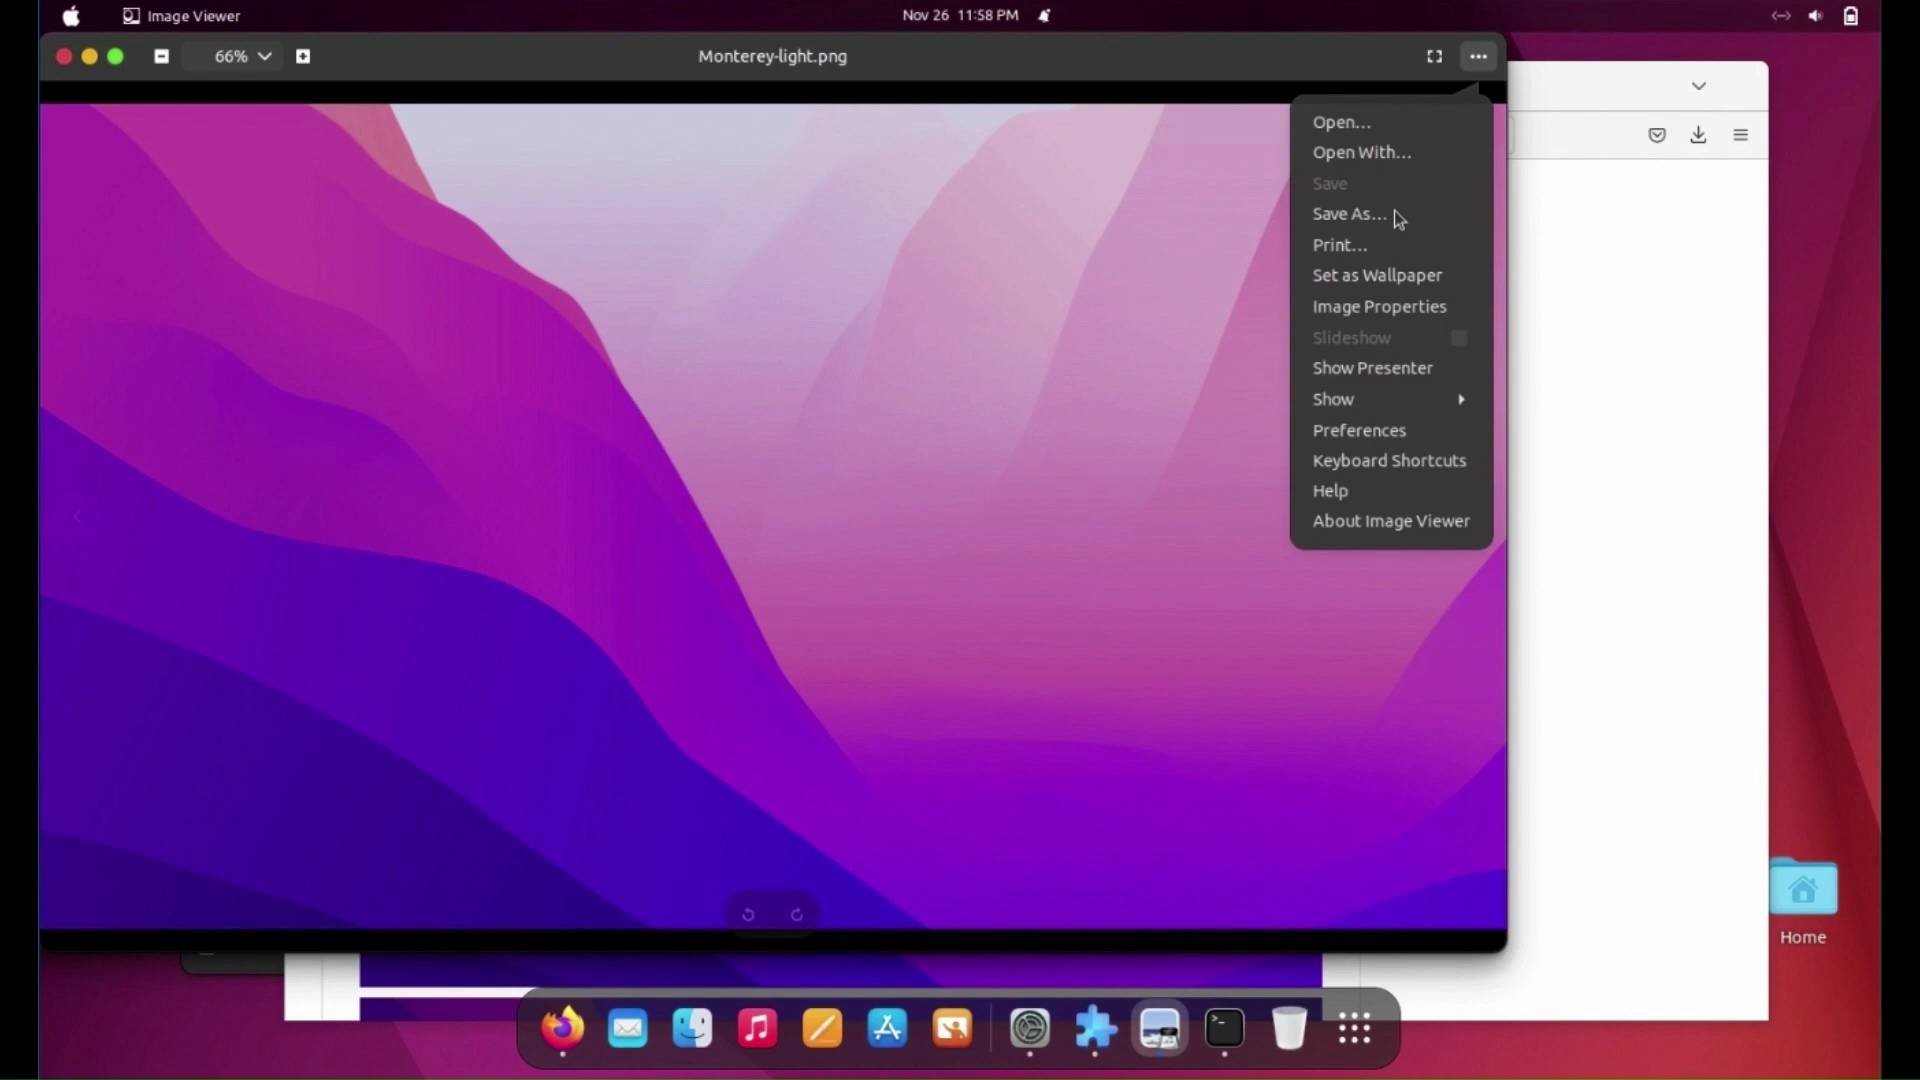 Image Viewer
Nov 26 11:58 PM
66%
Monterey-light.png
Open...
Open With...
Save
Save As...
Print...
Set as Wallpaper
Image Properties
Slideshow
Show Presenter
Show
Preferences
Keyboard Shortcuts
Help
About Image Viewer
Home